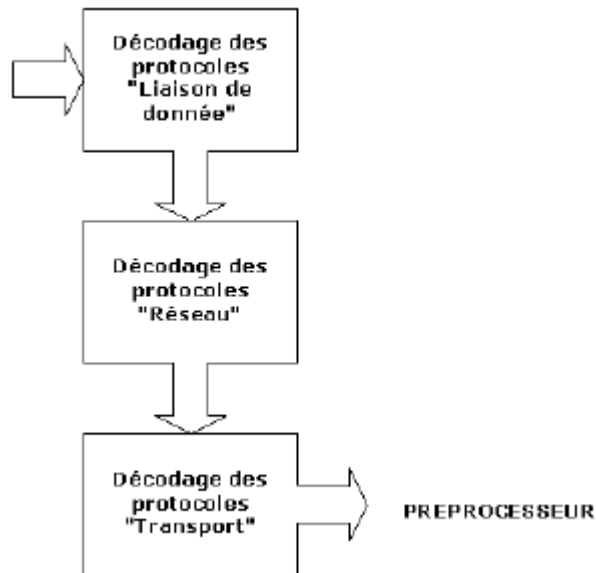 Décodage des
protocoles
"Liaison de
donnée"
Décodage des
protocoles
"Réseau"
Décodage des
protocoles
"Transport"
PREPROCESSEUR